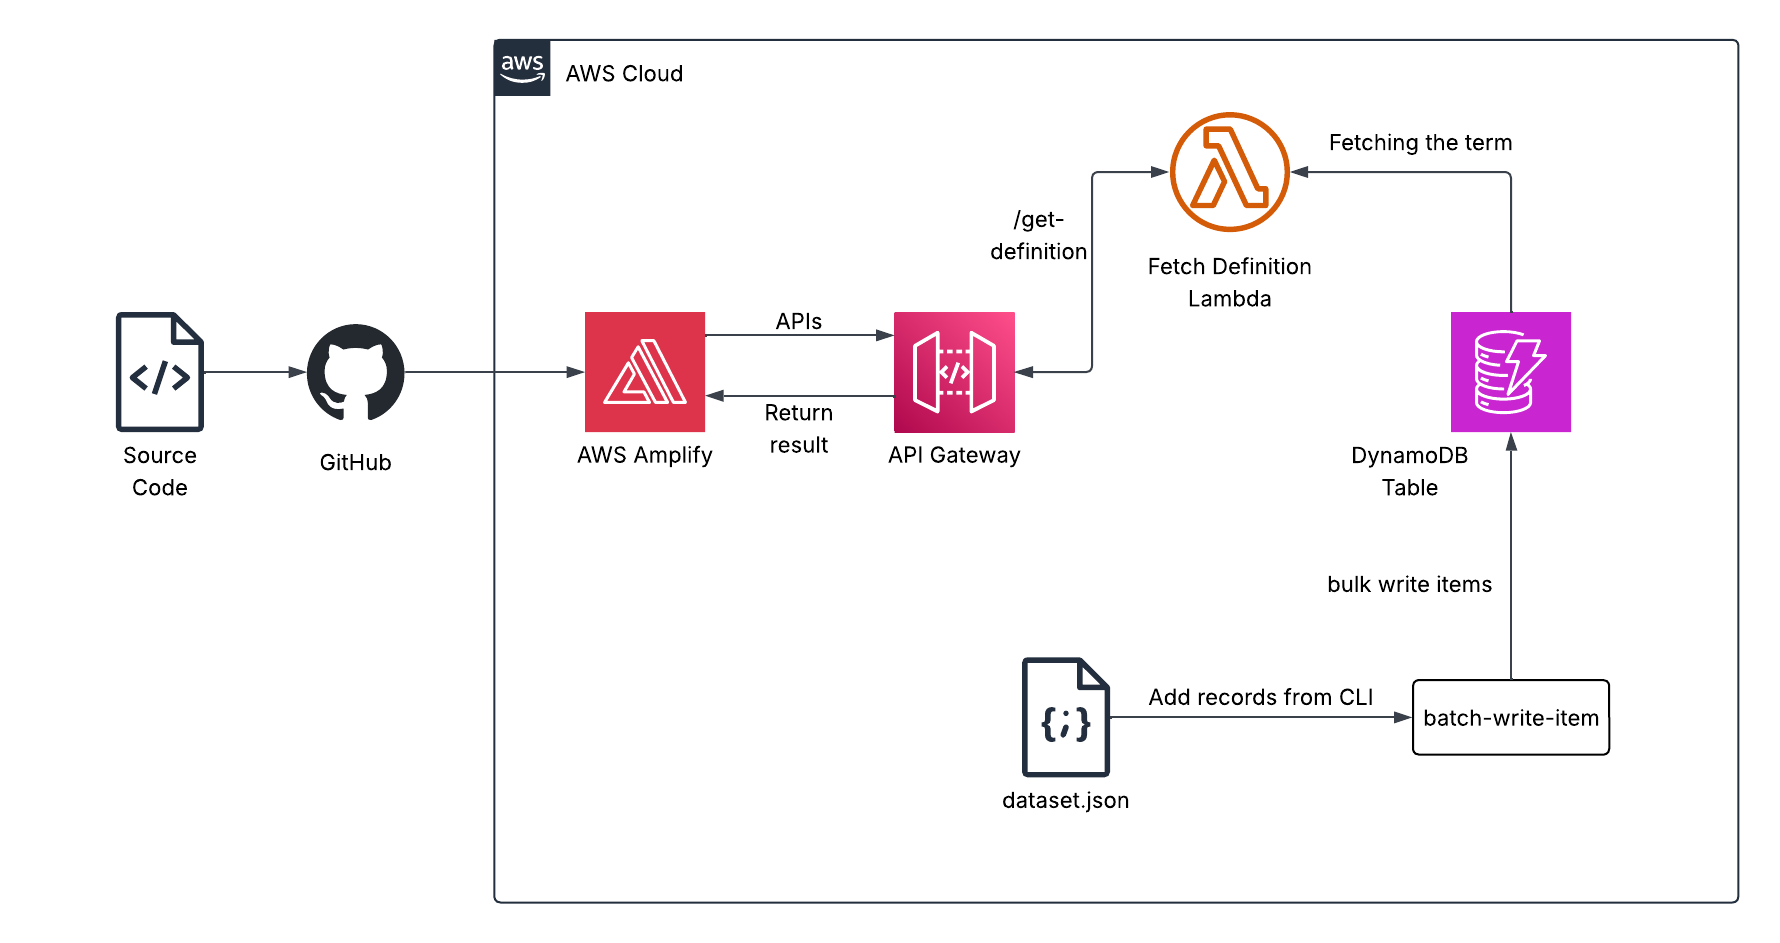 aws
AWS Cloud
Fetching the term
/get-
definition
Fetch Definition
Lambda
APIs
</>
</>
Return
result
Source
Code
GitHub
AWS Amplify
API Gateway
DynamoDB
Table
bulk write items
Add records from CLI
{;}
batch-write-item
dataset.json